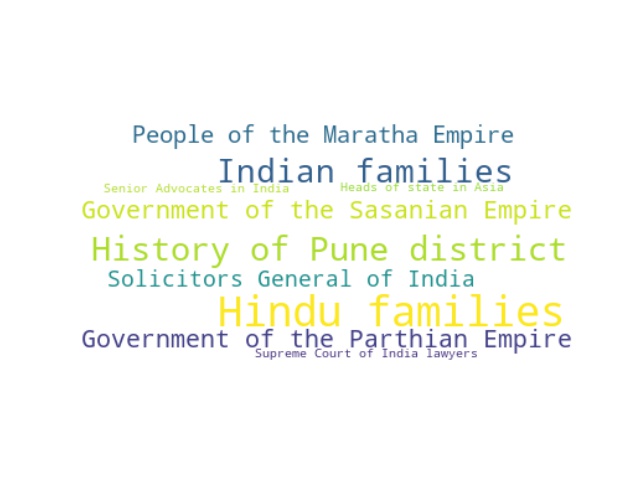 People of the Maratha Empire
Indian families
Senior Advocates in India
Heads of state in Asia
Government of the Sasanian Empire
History of Pune district
Solicitors General of India
Hindu families
Government of the Parthian Empire
Supreme Court of India lawyers